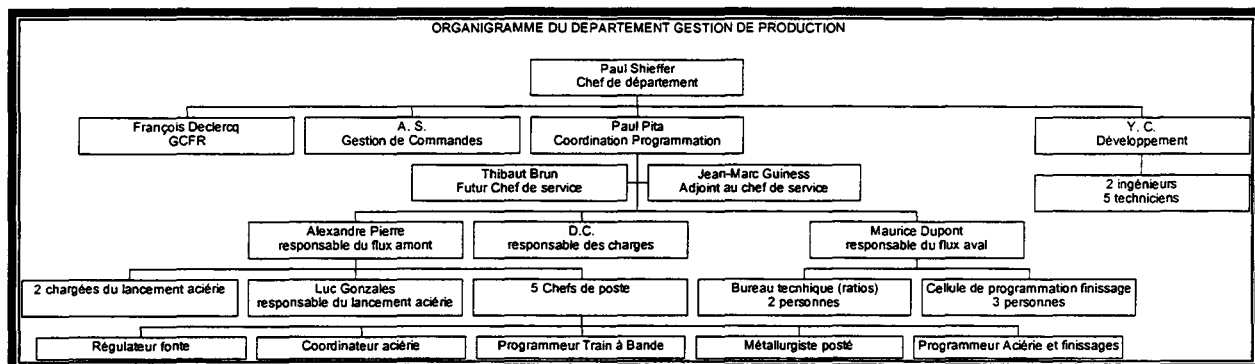 ORGANIGRAMME DU DEPARTEMENT GESTION DE PRODUCTION
Paul Shieffer
Chef de département
François Declercq
GCFR
A. S.
Gestion de Commandes
Paul Pita
Coordination Programmation
Y. C.
Développement
Thibaut Brun
Futur Chef de service
Jean-Marc Guiness
Adjoint au chef de service
2 ingénieurs
5 techniciens
Alexandre Pierre
responsable du flux amont
D.C.
responsable des charges
Maurice Dupont
responsable du flux aval
2 chargées du lancement aciérie
Luc Gonzales
responsable du lancement aciérie
5 Chefs de poste
Bureau tecnhique (ratios)
2 personnes
Cellule de programmation finissage
3 personnes
Régulateur fonte
Coordinateur aciérie
Programmeur Train à Bande
Métallurgiste posté
Programmeur Aciérie et finissages